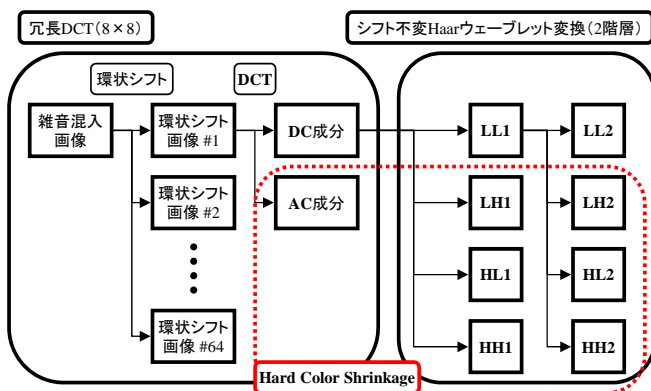 冗長DCT(8×8)
シフト不変Haarウェーブレット変換(2階層)
環状シフト
DCT
雑音混入
画像
環状シフト
画像 #1
DC成分
LL1
LL2
環状シフト
画像 #2
AC成分
LH1
LH2
HL1
HL2
環状シフト
画像 #64
HH1
HH2
Hard Color Shrinkage